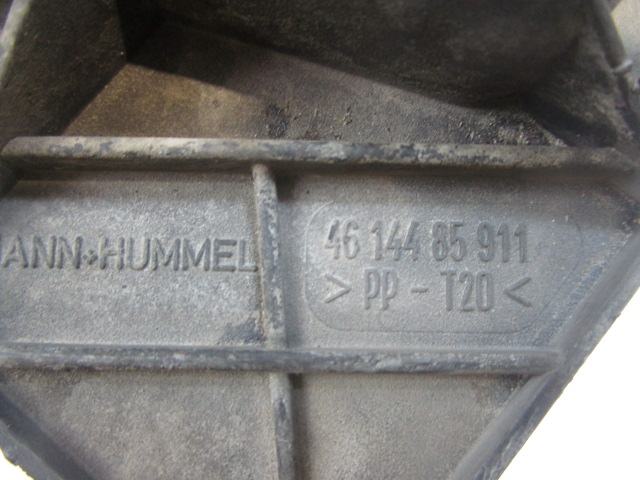 ANN+HUMMEL
46 144 85 911
> PP - T20 <